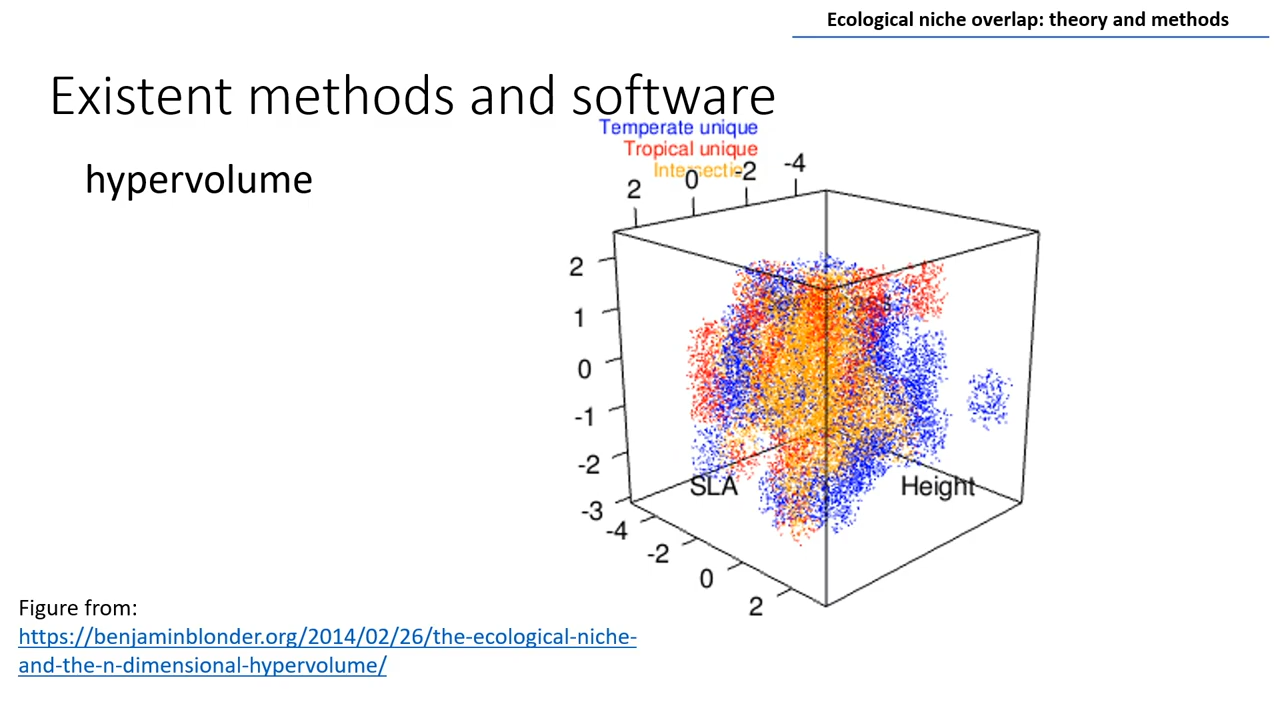 Ecological niche overlap: theory and methods
Existent methods and software
hypervolume
Temperate unique
Tropical unique
2
0
-2
-4
2
1
0
-1
-2
-3
-4
-2
0
2
SLA
Height
Figure from:
https://benjaminblonder.org/2014/02/26/the-ecological-niche-
and-the-n-dimensional-hypervolume/